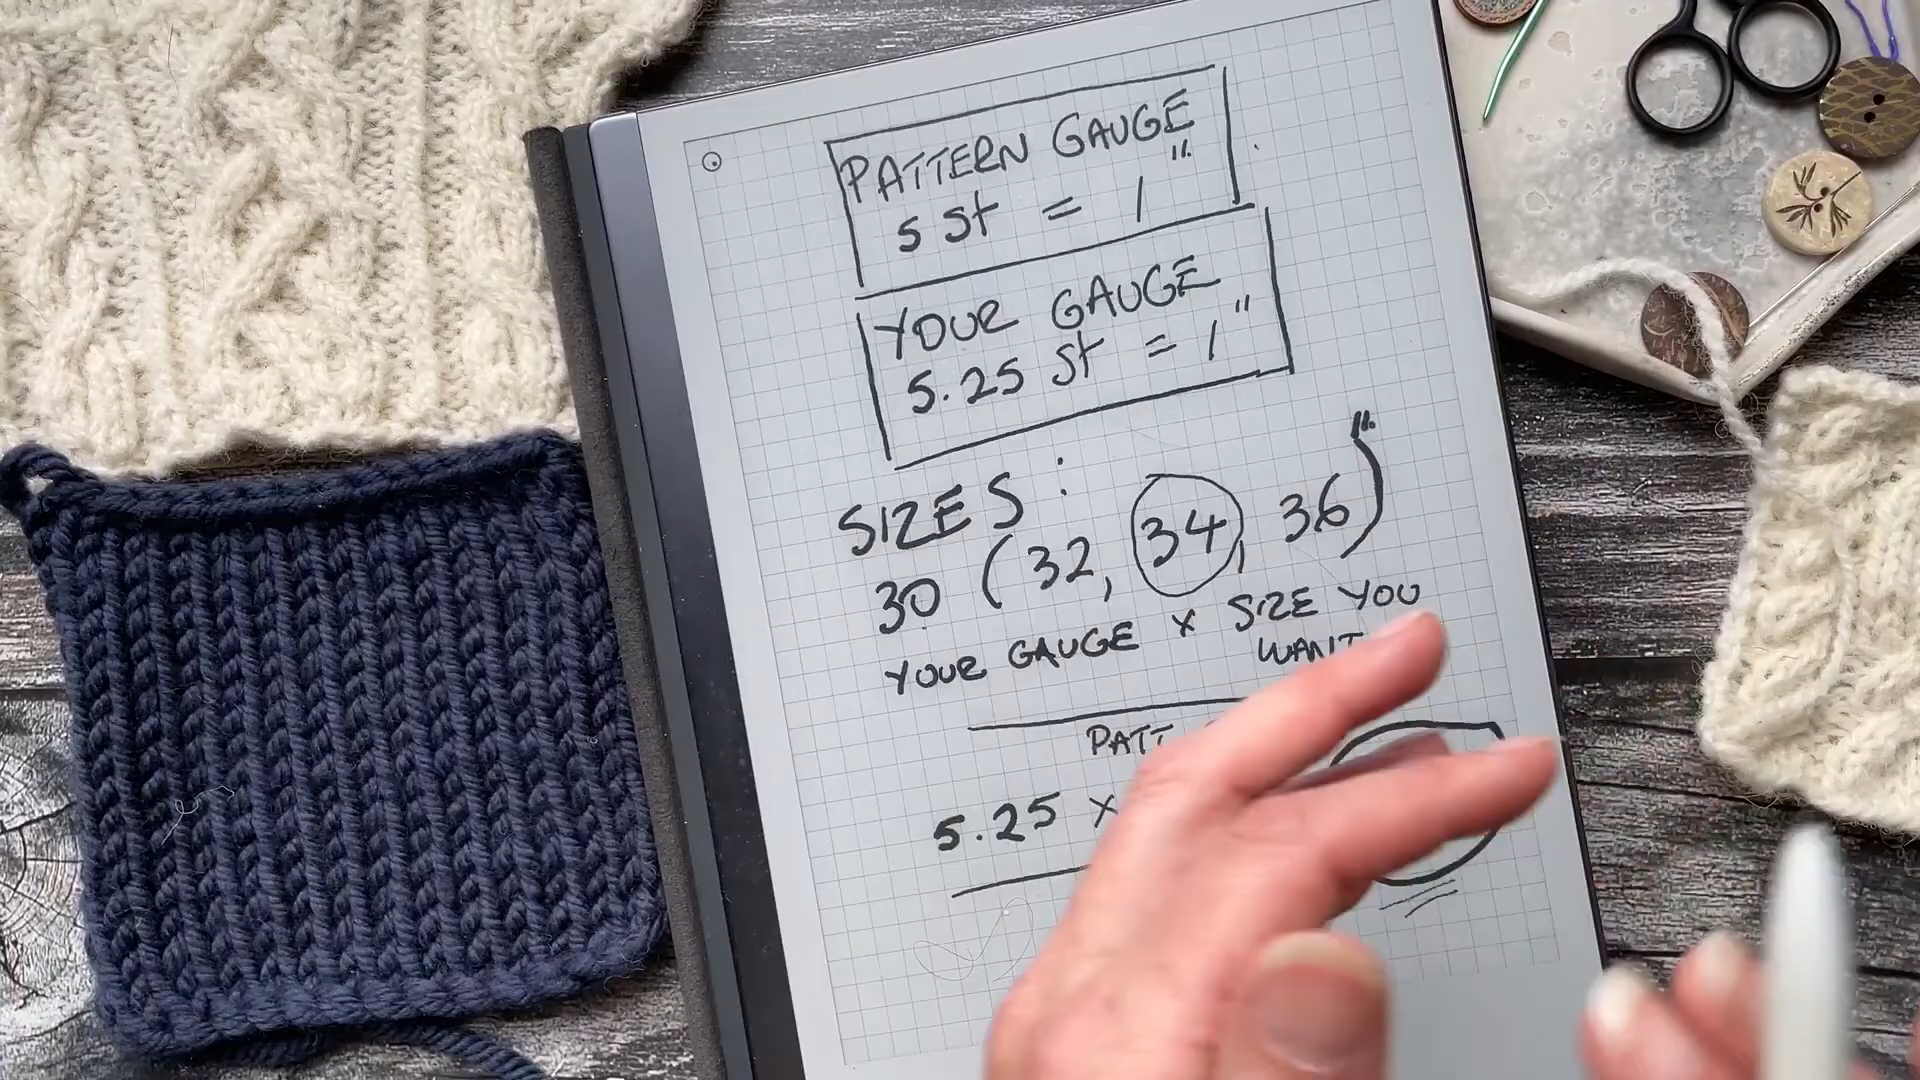 PATTERN GAUGE
5 St = 1"
YOUR GAUGE
5.25 St = 1"
SIZES:
30 (32, 34, 36)"
YOUR GAUGE x SIZE YOU
WANT
PATT
5.25 x